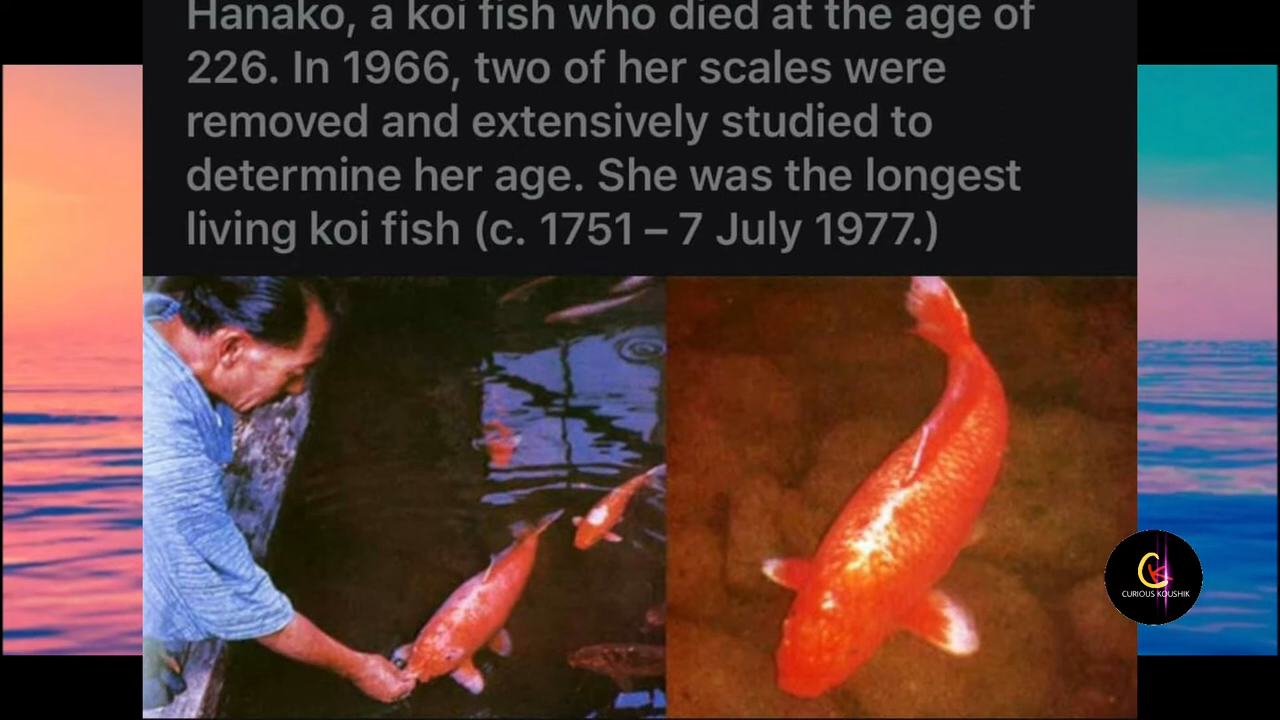 Hanako, a koi fish who died at the age of
226. In 1966, two of her scales were
removed and extensively studied to
determine her age. She was the longest
living koi fish (c. 1751 – 7 July 1977.)
CK
CURIOUS KOUSHIK